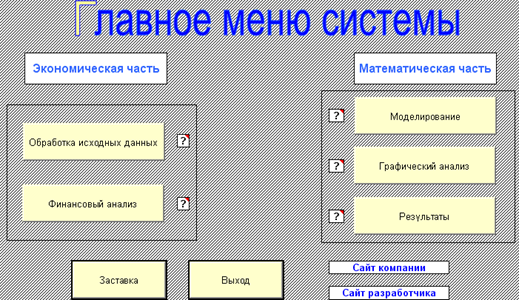 Главное меню системы
Экономическая часть
Математическая часть
Обработка исходных данных
?
Финансовый анализ
?
?
Моделирование
?
Графический анализ
?
Результаты
Заставка
Выход
Сайт компании
Сайт разработчика